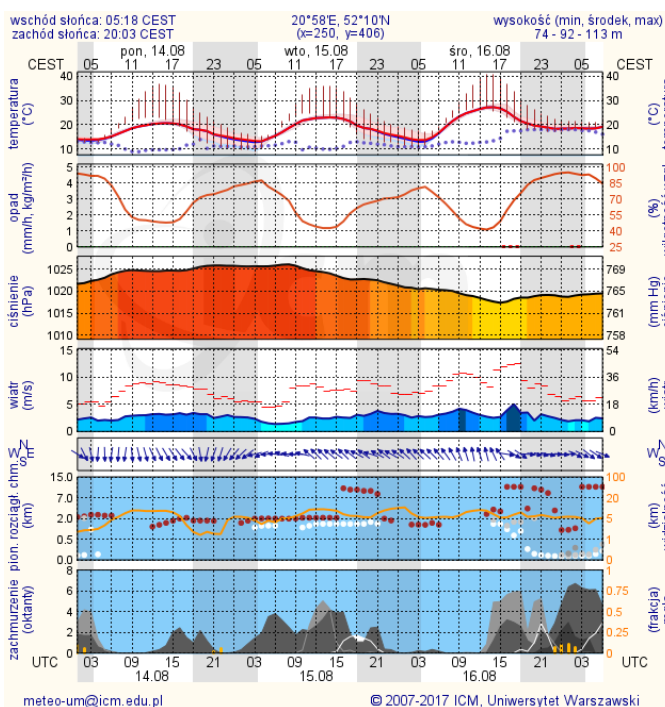 wschód słońca: 05:18 CEST 20°58'E, 52°10'N wysokość (min, środek, max)
zachód słońca: 20:03 CEST (x=250, y=406) 74 - 92 - 113 m
pon, 14.08 wto, 15.08 śro, 16.08
CEST 05 11 17 23 05 11 17 23 05 11 17 23 05 CEST
temperatura
(°C)
40 40
30 30
20 20
10 10
opad
(mm/h, kg/m²/h)
5 100
4 85
3 70
2 55
1 40
0 25
(%)
ciśnienie
(hPa)
1025 769
1020 765
1015 761
1010 758
(mm Hg)
wiatr
(m/s)
15 54
10 36
5 18
0 0
(km/h)
N
W E
S
N
W
S
pion. rozciągł. chm.
(km)
15.0 100
7.0 20
2.0 5
0.5 1
0.0 0
(km)
zachmurzenie
(oktanty)
8 1
6 0.75
4 0.5
2 0.25
0 0
(frakcja)
UTC 03 09 15 21 03 09 15 21 03 09 15 21 03 UTC
14.08 15.08 16.08
meteo-um@icm.edu.pl © 2007-2017 ICM, Uniwersytet Warszawski